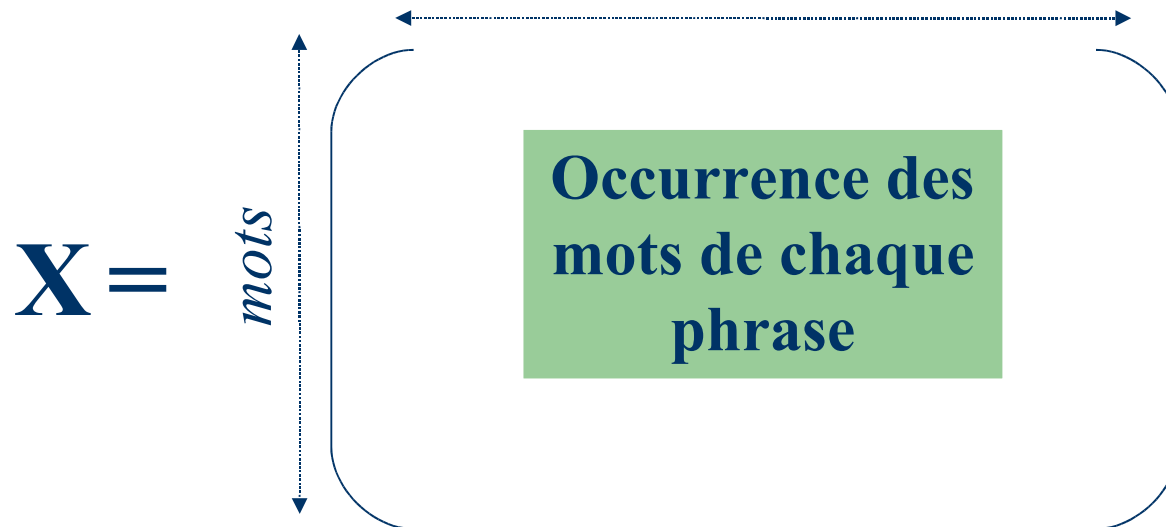 X =
mots
Occurrence des
mots de chaque
phrase